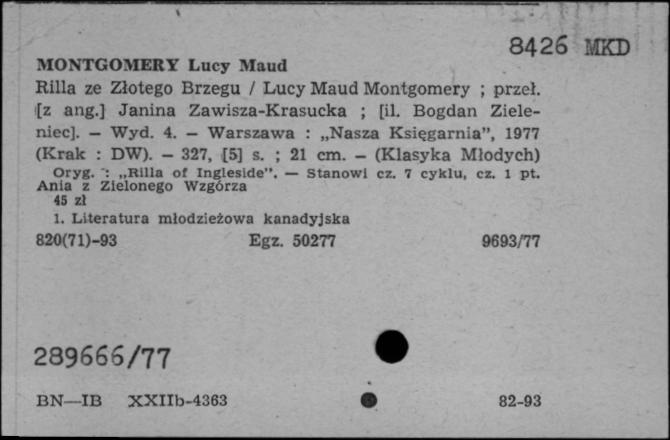 8426 MKD
MONTGOMERY Lucy Maud
Rilla ze Złotego Brzegu / Lucy Maud Montgomery ; przeł.
[z ang.] Janina Zawisza-Krasucka ; [il. Bogdan Ziele-
niec]. — Wyd. 4. — Warszawa : „Nasza Księgarnia”, 1977
(Krak : DW). — 327, [5] s. ; 21 cm. — (Klasyka Młodych)
Oryg. : „Rilla of Ingleside”. — Stanowi cz. 7 cyklu, cz. 1 pt.
Ania z Zielonego Wzgórza
45 zł
1. Literatura młodzieżowa kanadyjska
820(71)-93 Egz. 50277 9693/77
289666/77
BN—IB XXIIb-4363 82-93